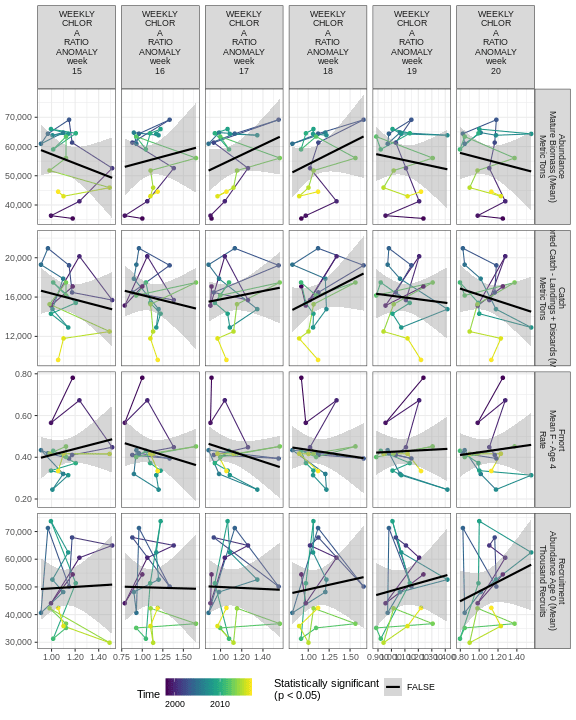 WEEKLY CHLOR A RATIO ANOMALY week 15
WEEKLY CHLOR A RATIO ANOMALY week 16
WEEKLY CHLOR A RATIO ANOMALY week 17
WEEKLY CHLOR A RATIO ANOMALY week 18
WEEKLY CHLOR A RATIO ANOMALY week 19
WEEKLY CHLOR A RATIO ANOMALY week 20
70,000
60,000
50,000
40,000
Abundance
Mature Biomass (Mean)
Metric Tons
20,000
16,000
12,000
Catch
rted Catch - Landings + Discards (M
Metric Tons
0.80
0.60
0.40
0.20
Fmort
Mean F - Age 4
Rate
70,000
60,000
50,000
40,000
30,000
Recruitment
Abundance Age 0 (Mean)
Thousand Recruits
1.00 1.20 1.40
0.75 1.00 1.25 1.50
1.00 1.20 1.40
1.00 1.25 1.50
0.80 1.00 1.20 1.40
Time
2000 2010
Statistically significant
(p < 0.05)
FALSE